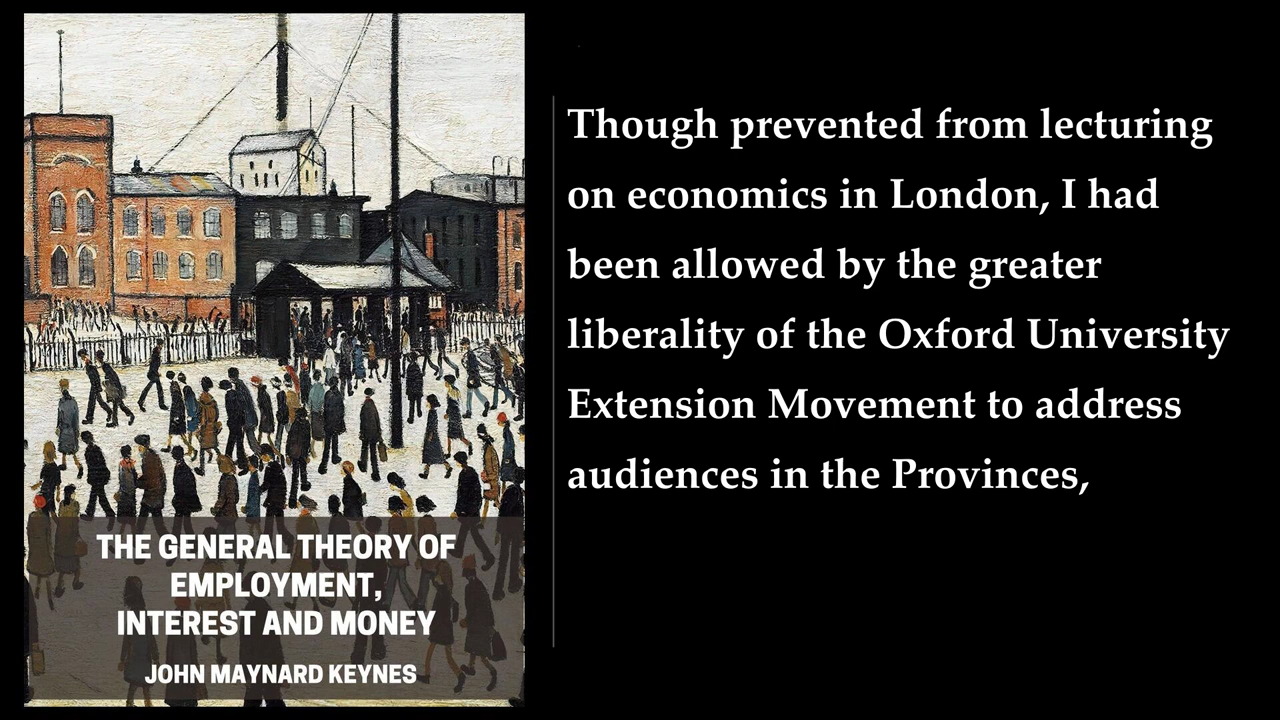 Though prevented from lecturing
on economics in London, I had
been allowed by the greater
liberality of the Oxford University
Extension Movement to address
audiences in the Provinces,
THE GENERAL THEORY OF
EMPLOYMENT,
INTEREST AND MONEY
JOHN MAYNARD KEYNES